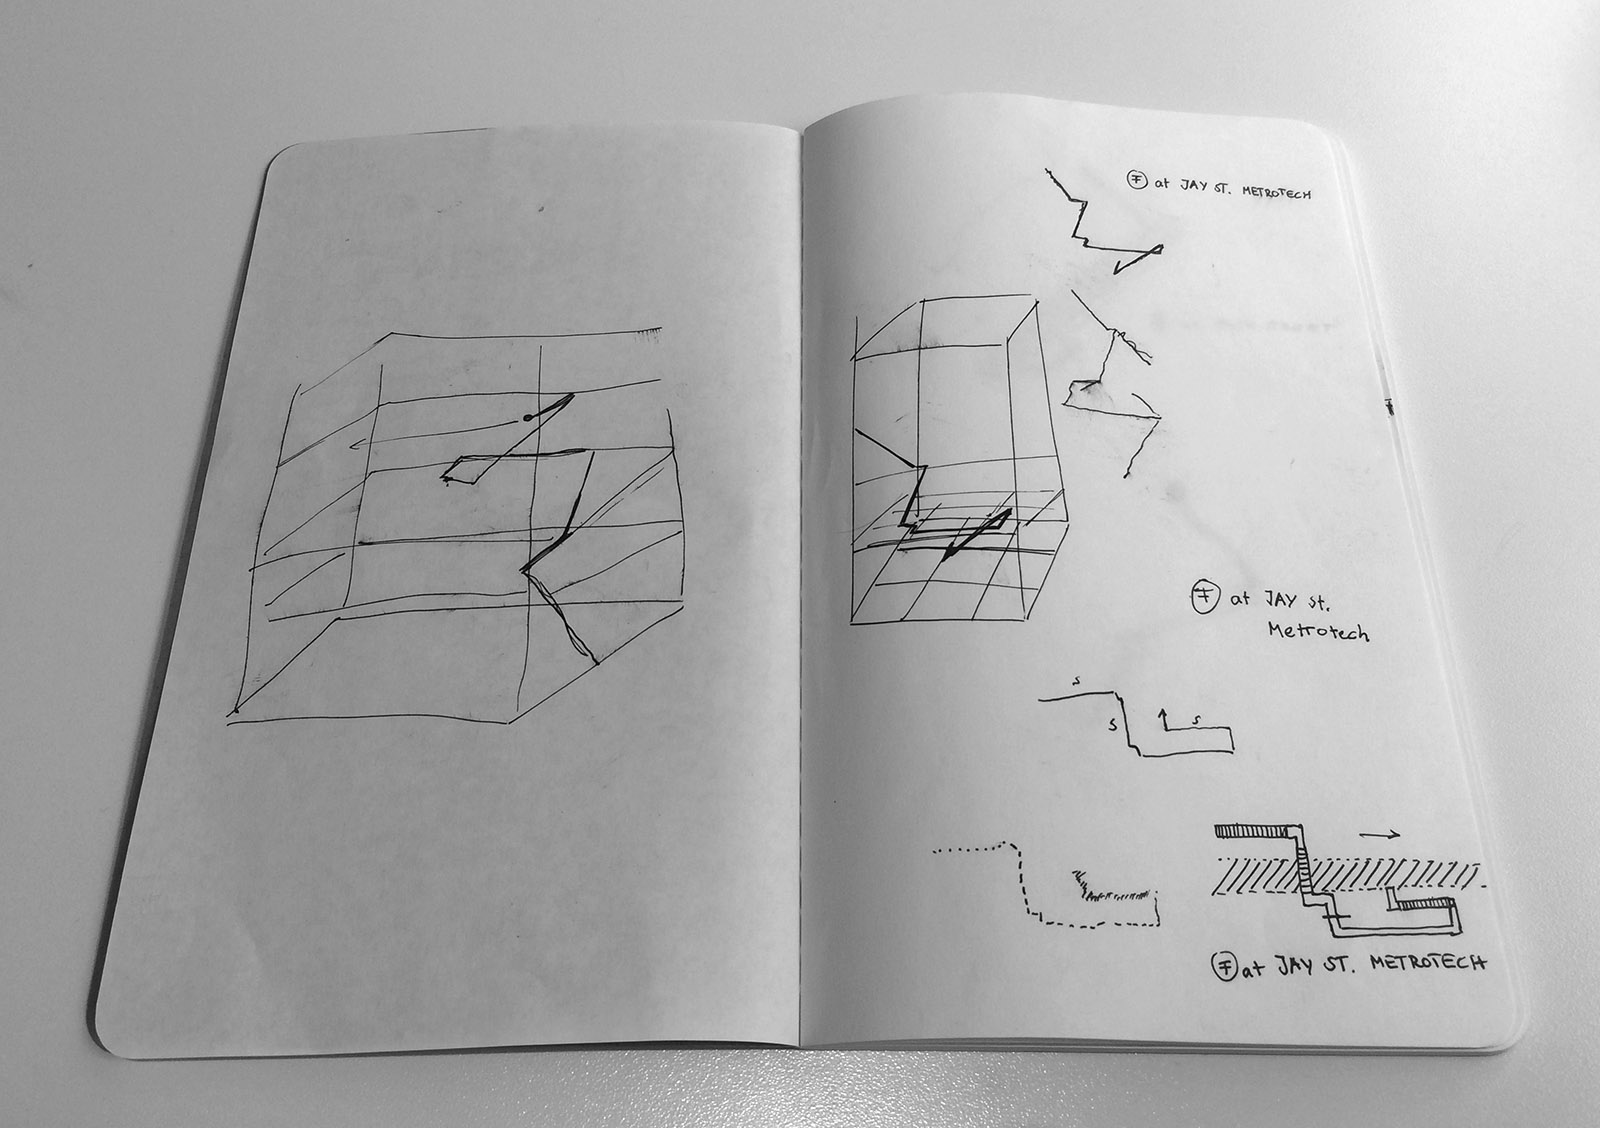 Ⓕ at JAY ST. METROTECH
Ⓕ at JAY St.
Metrotech
S
S
S
Ⓕ at JAY ST. METROTECH